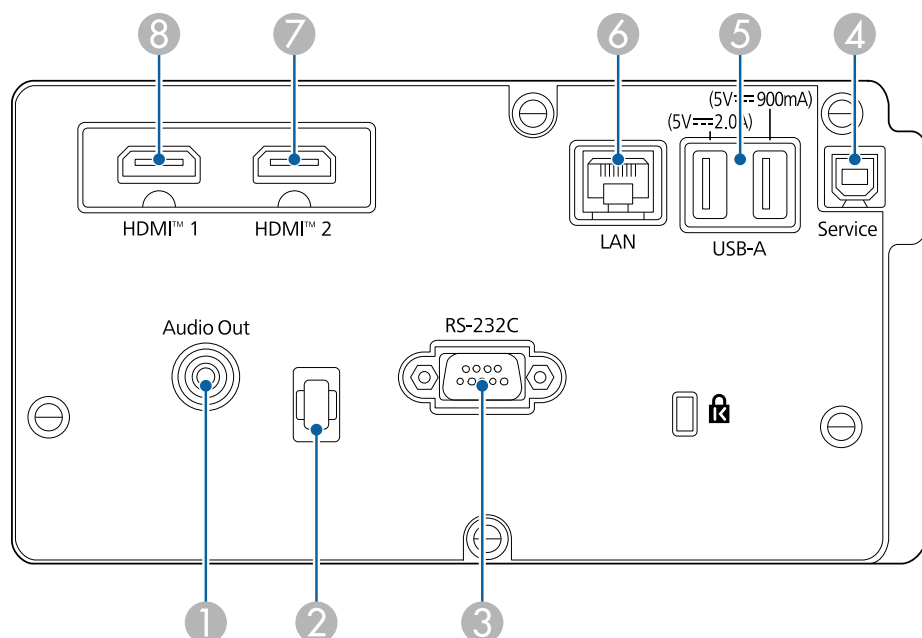 8 7 6 5 4
(5V⎓900mA)
(5V⎓2.0A)
HDMI™ 1 HDMI™ 2
LAN
USB-A
Service
Audio Out
RS-232C
K
1 2 3